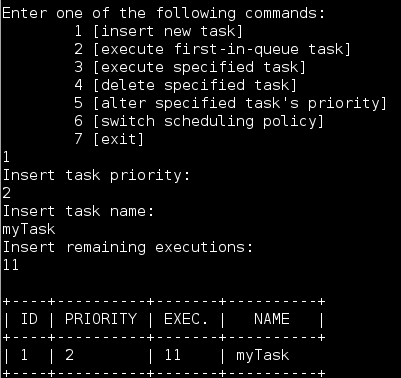 Enter one of the following commands:
1 [insert new task]
2 [execute first-in-queue task]
3 [execute specified task]
4 [delete specified task]
5 [alter specified task's priority]
6 [switch scheduling policy]
7 [exit]
1
Insert task priority:
2
Insert task name:
myTask
Insert remaining executions:
11
+----+----------+-------+----------+
| ID | PRIORITY | EXEC. |   NAME   |
+----+----------+-------+----------+
| 1  | 2        | 11    | myTask
+----+----------+-------+----------+